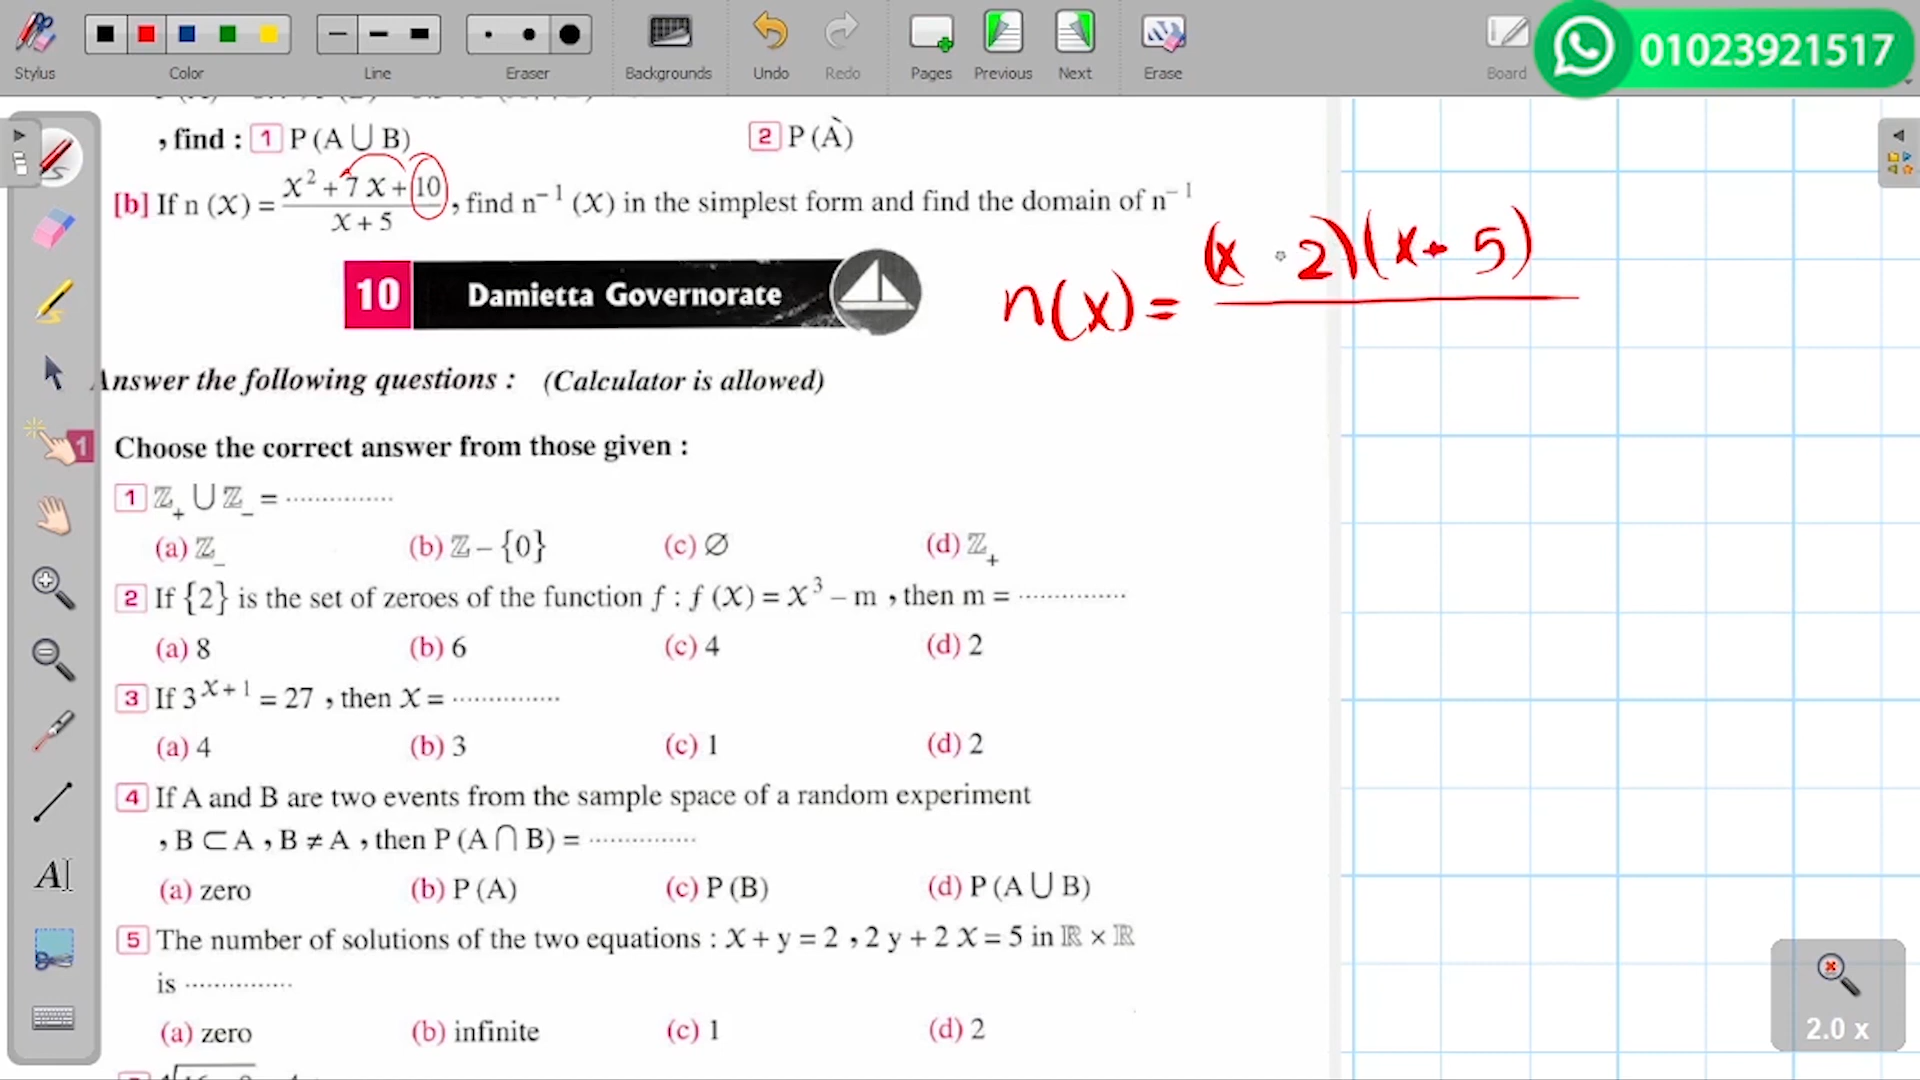 Stylus
Color
Line
Eraser
Backgrounds
Undo
Redo
Pages
Previous
Next
Erase
Board
01023921517
, find : 1 P (A ∪ B) 2 P (À)
[b] If n (X) = (X² + 7 X + 10) / (X + 5) , find n⁻¹ (X) in the simplest form and find the domain of n⁻¹
n(x) = (x 2)(x 5)
10 Damietta Governorate
Answer the following questions : (Calculator is allowed)
1 Choose the correct answer from those given :
1 ℤ₊ ∪ ℤ₋ = ...............
(a) ℤ₋ (b) ℤ – {0} (c) ∅ (d) ℤ₊
2 If {2} is the set of zeroes of the function f : f (X) = X³ – m , then m = ...............
(a) 8 (b) 6 (c) 4 (d) 2
3 If 3^(X + 1) = 27 , then X = ...............
(a) 4 (b) 3 (c) 1 (d) 2
4 If A and B are two events from the sample space of a random experiment
, B ⊂ A , B ≠ A , then P (A ∩ B) = ...............
(a) zero (b) P (A) (c) P (B) (d) P (A ∪ B)
5 The number of solutions of the two equations : X + y = 2 , 2 y + 2 X = 5 in ℝ × ℝ
is ...............
(a) zero (b) infinite (c) 1 (d) 2
2.0 x